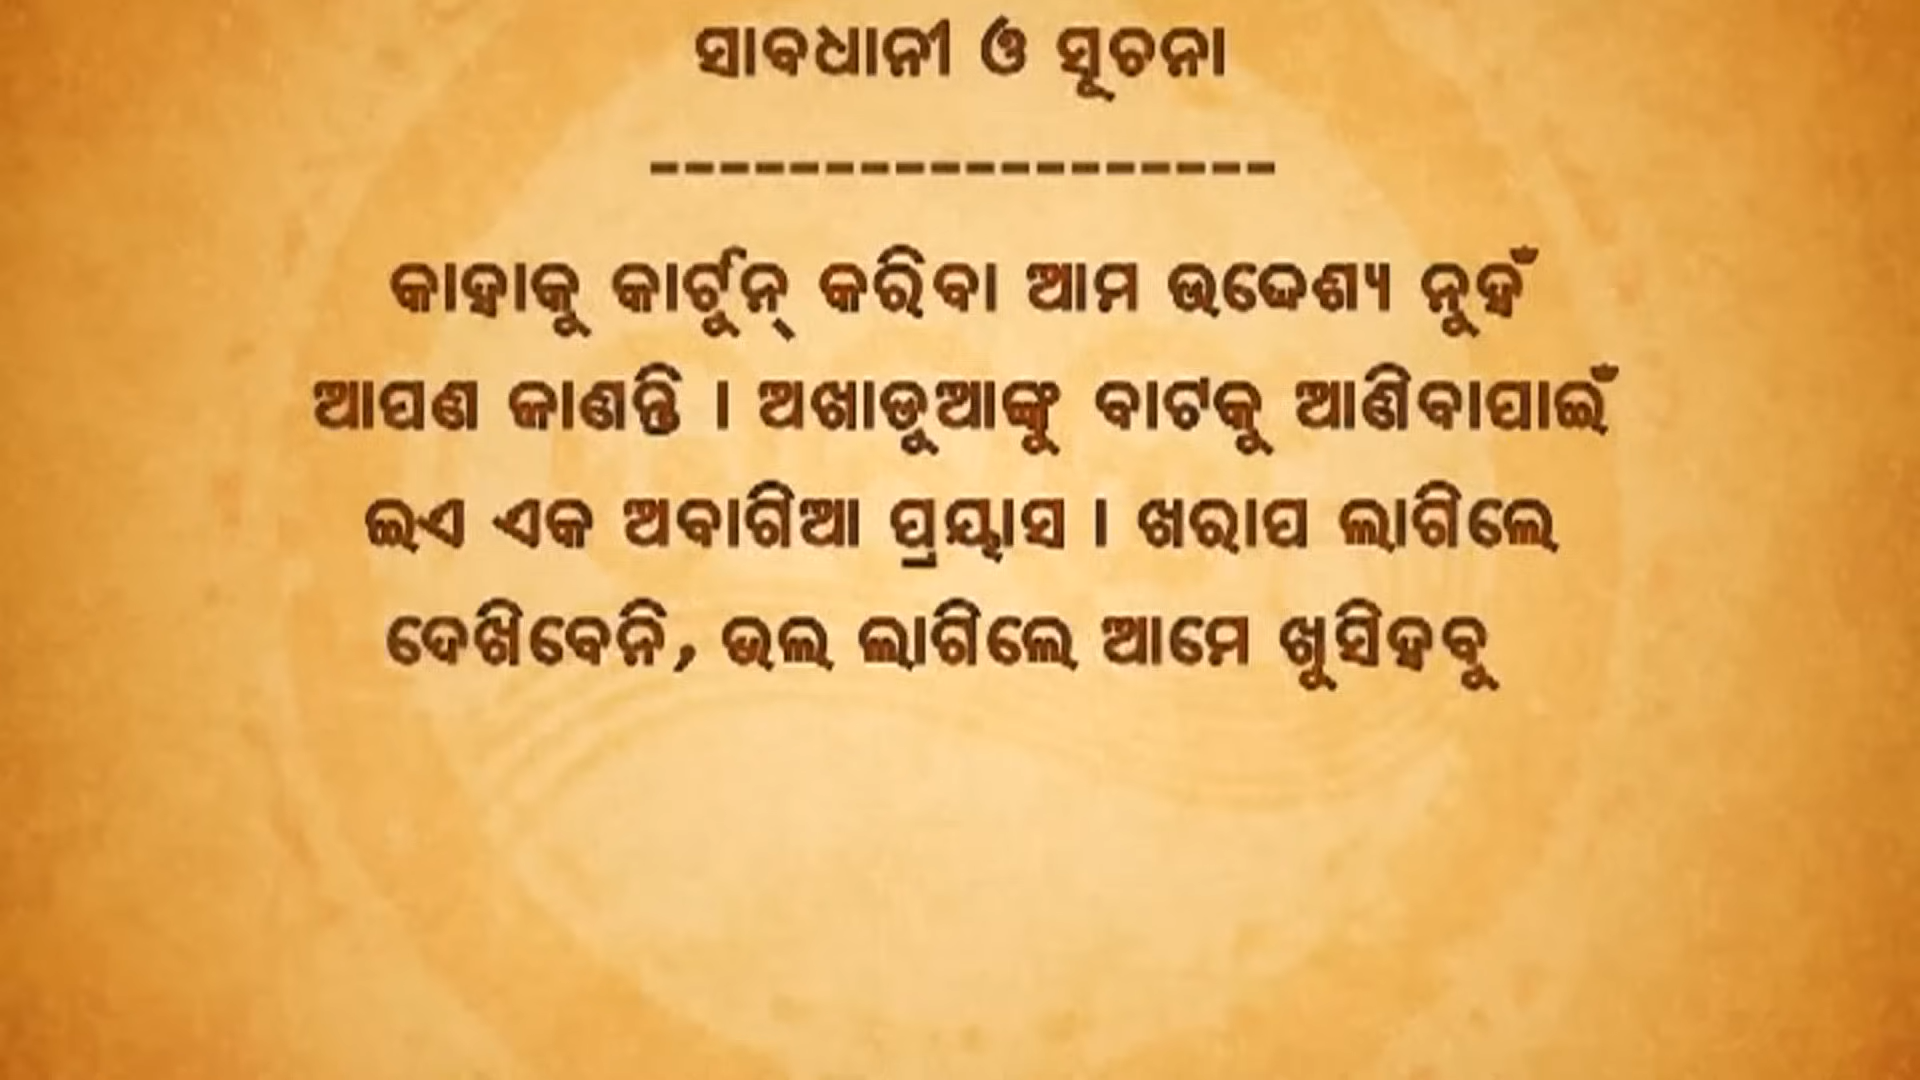 ସାବଧାନୀ ଓ ସୂଚନା
------------------
କାହାକୁ କାର୍ଟୁନ୍ କରିବା ଆମ ଉଦ୍ଦେଶ୍ୟ ନୁହଁ
ଆପଣ ଜାଣନ୍ତି । ଅଖାଡୁଆଙ୍କୁ ବାଟକୁ ଆଣିବାପାଇଁ
ଇଏ ଏକ ଅବାଗିଆ ପ୍ରୟାସ । ଖରାପ ଲାଗିଲେ
ଦେଖିବେନି, ଭଲ ଲାଗିଲେ ଆମେ ଖୁସିହବୁ